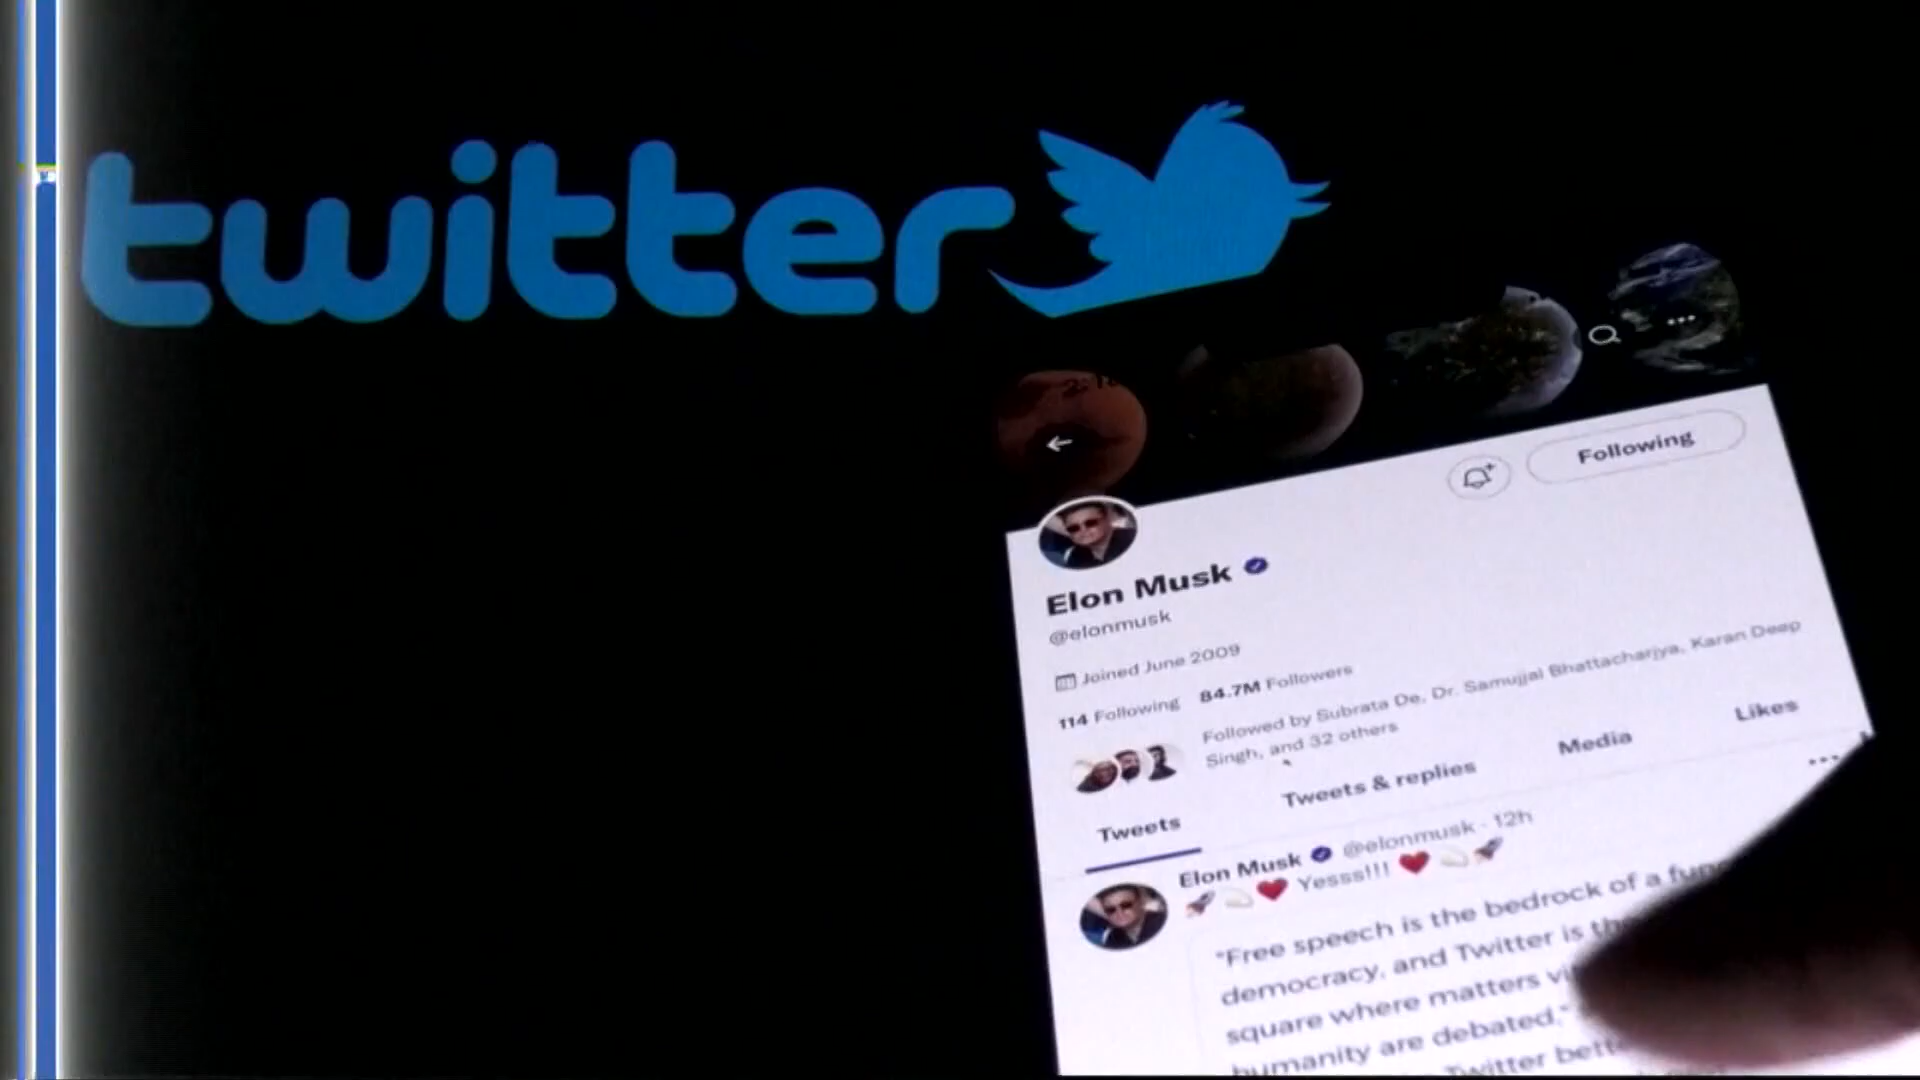 twitter
Following
Elon Musk
@elonmusk
Joined June 2009
114 Following 84.7M Followers
Followed by Subrata De, Dr. Samujjal Bhattacharjya, Karan Deep
Singh, and 32 others
Tweets Tweets & replies Media Likes
Elon Musk @elonmusk · 12h
Yesss!!!
"Free speech is the bedrock of a
democracy, and Twitter is
square where matters
humanity are debated,"
Twitter